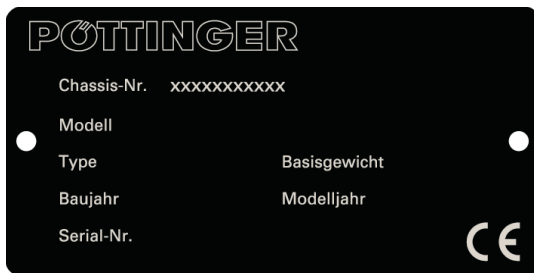 PÖTTINGER
Chassis-Nr. xxxxxxxxxxx
Modell
Type Basisgewicht
Baujahr Modelljahr
Serial-Nr.
CE